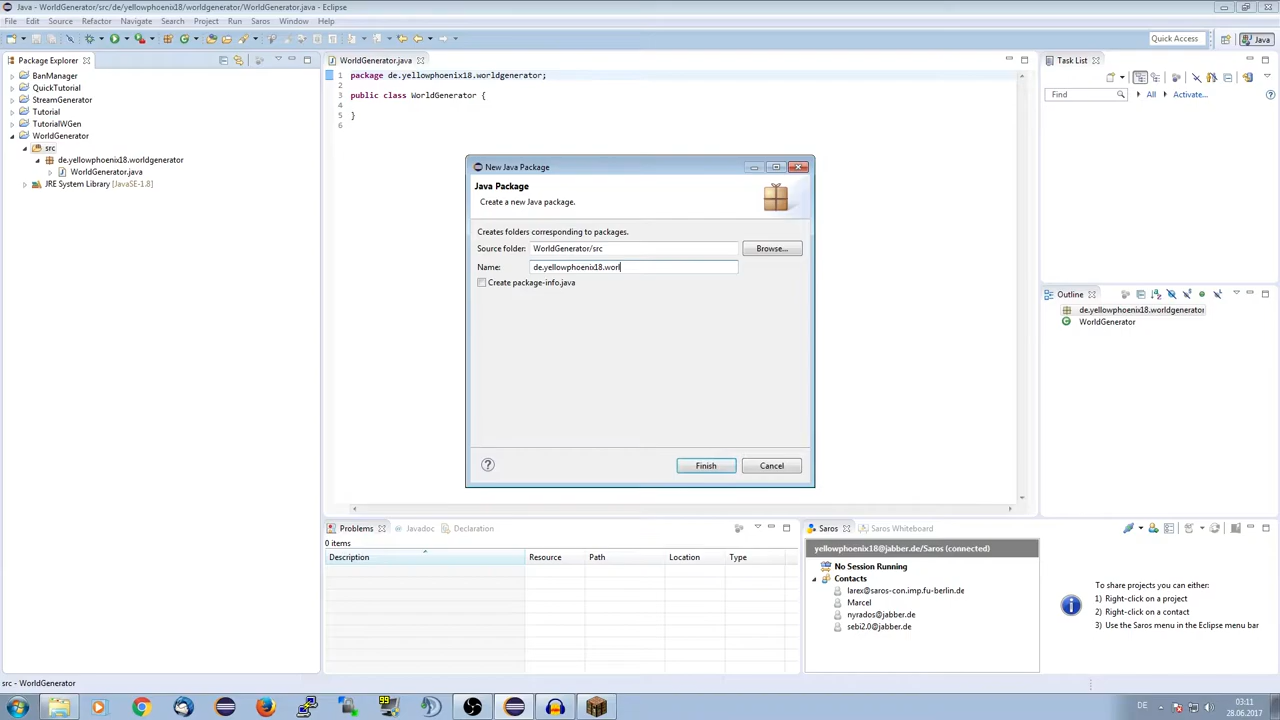 Java - WorldGenerator/src/de/yellowphoenix18/worldgenerator/WorldGenerator.java - Eclipse
File Edit Source Refactor Navigate Search Project Run Saros Window Help
Quick Access
Java
Package Explorer
BanManager
QuickTutorial
StreamGenerator
Tutorial
TutorialWGen
WorldGenerator
src
de.yellowphoenix18.worldgenerator
WorldGenerator.java
JRE System Library [JavaSE-1.8]
WorldGenerator.java
1 package de.yellowphoenix18.worldgenerator;
2
3 public class WorldGenerator {
4
5 }
6
New Java Package
Java Package
Create a new Java package.
Creates folders corresponding to packages.
Source folder: WorldGenerator/src Browse...
Name: de.yellowphoenix18.worl
Create package-info.java
? Finish Cancel
Task List
Find All Activate...
Outline
de.yellowphoenix18.worldgenerator
WorldGenerator
Problems Javadoc Declaration
0 items
Description Resource Path Location Type
Saros Saros Whiteboard
yellowphoenix18@jabber.de/Saros (connected)
No Session Running
Contacts
larex@saros-con.imp.fu-berlin.de
Marcel
nyrados@jabber.de
sebi2.0@jabber.de
To share projects you can either:
1) Right-click on a project
2) Right-click on a contact
3) Use the Saros menu in the Eclipse menu bar
src - WorldGenerator
99
DE
03:11
28.06.2017